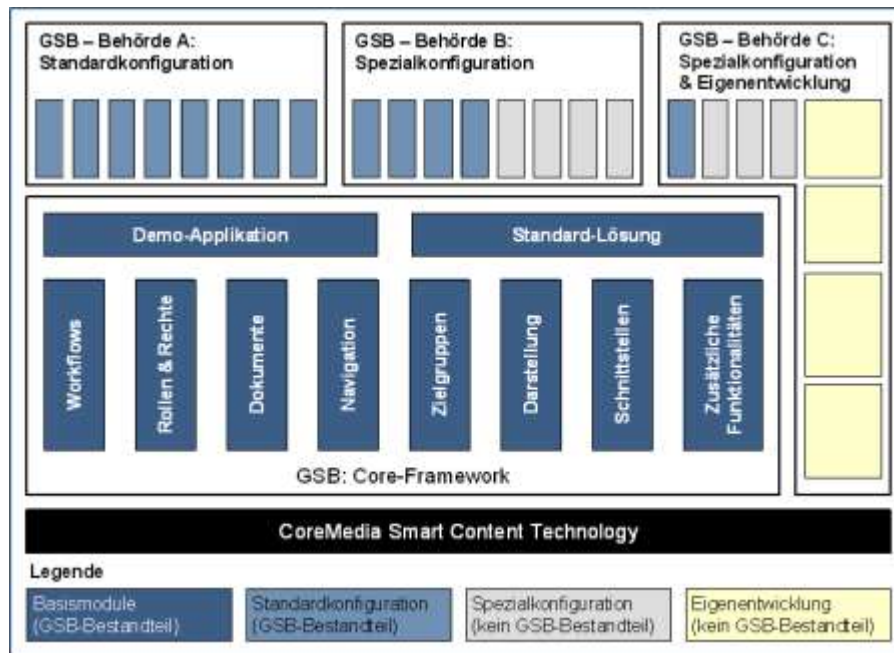 GSB – Behörde A:
Standardkonfiguration
GSB – Behörde B:
Spezialkonfiguration
GSB – Behörde C:
Spezialkonfiguration
& Eigenentwicklung
Demo-Applikation
Standard-Lösung
Workflows
Rollen & Rechte
Dokumente
Navigation
Zielgruppen
Darstellung
Schnittstellen
Zusätzliche
Funktionalitäten
GSB: Core-Framework
CoreMedia Smart Content Technology
Legende
Basismodule
(GSB-Bestandteil)
Standardkonfiguration
(GSB-Bestandteil)
Spezialkonfiguration
(kein GSB-Bestandteil)
Eigenentwicklung
(kein GSB-Bestandteil)